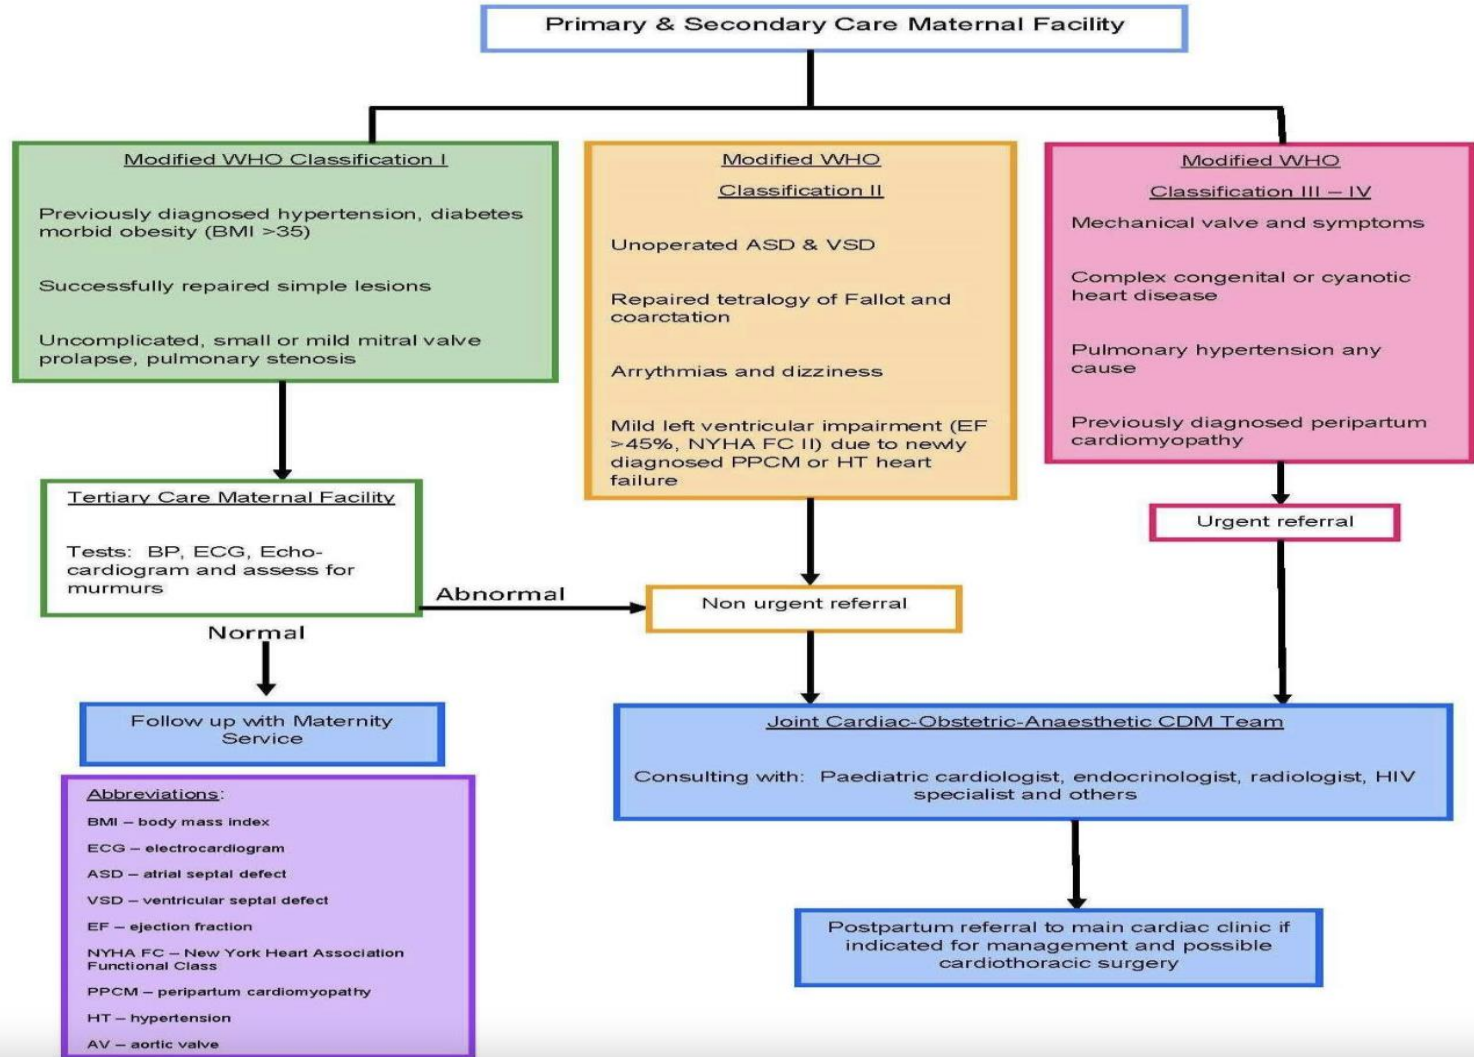 Primary & Secondary Care Maternal Facility
Modified WHO Classification I
Previously diagnosed hypertension, diabetes
morbid obesity (BMI >35)
Successfully repaired simple lesions
Uncomplicated, small or mild mitral valve
prolapse, pulmonary stenosis
Modified WHO
Classification II
Unoperated ASD & VSD
Repaired tetralogy of Fallot and
coarctation
Arrythmias and dizziness
Mild left ventricular impairment (EF
>45%, NYHA FC II) due to newly
diagnosed PPCM or HT heart
failure
Modified WHO
Classification III – IV
Mechanical valve and symptoms
Complex congenital or cyanotic
heart disease
Pulmonary hypertension any
cause
Previously diagnosed peripartum
cardiomyopathy
Tertiary Care Maternal Facility
Tests: BP, ECG, Echo-
cardiogram and assess for
murmurs
Abnormal
Non urgent referral
Urgent referral
Normal
Follow up with Maternity
Service
Joint Cardiac-Obstetric-Anaesthetic CDM Team
Consulting with: Paediatric cardiologist, endocrinologist, radiologist, HIV
specialist and others
Postpartum referral to main cardiac clinic if
indicated for management and possible
cardiothoracic surgery
Abbreviations:
BMI – body mass index
ECG – electrocardiogram
ASD – atrial septal defect
VSD – ventricular septal defect
EF – ejection fraction
NYHA FC – New York Heart Association
Functional Class
PPCM – peripartum cardiomyopathy
HT – hypertension
AV – aortic valve